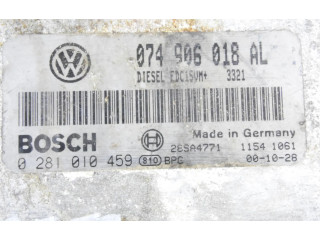 074 906 018 AL
DIESEL EDC15VM+ 3321
BOSCH
Made in Germany
0 281 010 459 810 BPC
28SA4771 1154 1061
00-10-28